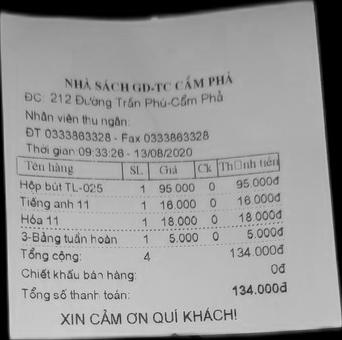 NHÀ SÁCH GD-TC CẨM PHẢ
ĐC: 212 Đường Trần Phú-Cẩm Phả
Nhân viên thu ngân:
ĐT 0333863328 - Fax 0333863328
Thời gian 09:33:26 - 13/08/2020
Tên hàng SL Giá Ck Th□nh tiền
Hộp bút TL-025 1 95.000 0 95.000đ
Tiếng anh 11 1 16.000 0 16.000đ
Hóa 11 1 18.000 0 18.000đ
3-Bảng tuần hoàn 1 5.000 0 5.000đ
Tổng cộng: 4 134.000đ
Chiết khấu bán hàng: 0đ
Tổng số thanh toán: 134.000đ
XIN CẢM ƠN QUÍ KHÁCH!